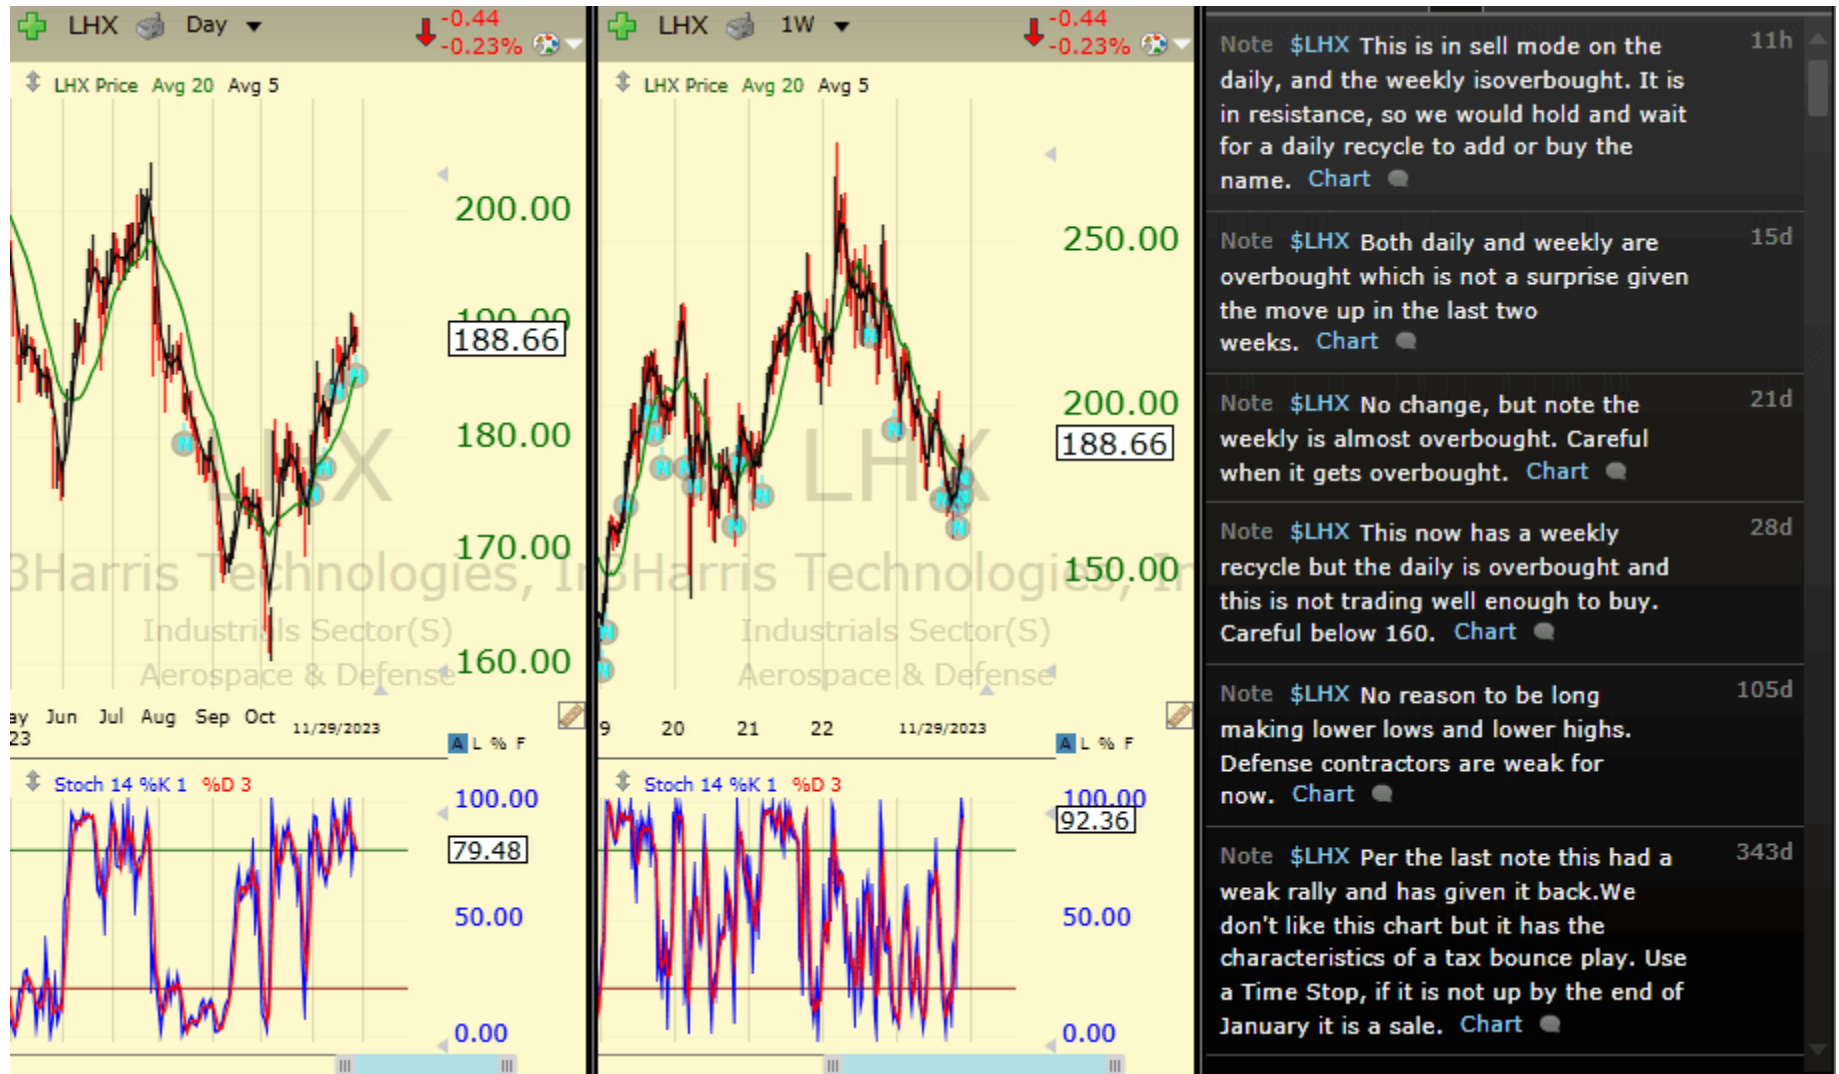 LHX Day
-0.44
-0.23%
LHX Price Avg 20 Avg 5
200.00
190.00
188.66
180.00
170.00
160.00
LHX
3Harris Technologies, In
Industrials Sector(S)
Aerospace & Defense
ay Jun Jul Aug Sep Oct 11/29/2023
23
A L % F
Stoch 14 %K 1 %D 3
100.00
79.48
50.00
0.00
LHX 1W
-0.44
-0.23%
LHX Price Avg 20 Avg 5
250.00
200.00
188.66
150.00
LHX
3Harris Technologies, In
Industrials Sector(S)
Aerospace & Defense
9 20 21 22 11/29/2023
A L % F
Stoch 14 %K 1 %D 3
100.00
92.36
50.00
0.00
Note $LHX This is in sell mode on the 11h
daily, and the weekly isoverbought. It is
in resistance, so we would hold and wait
for a daily recycle to add or buy the
name. Chart
Note $LHX Both daily and weekly are 15d
overbought which is not a surprise given
the move up in the last two
weeks. Chart
Note $LHX No change, but note the 21d
weekly is almost overbought. Careful
when it gets overbought. Chart
Note $LHX This now has a weekly 28d
recycle but the daily is overbought and
this is not trading well enough to buy.
Careful below 160. Chart
Note $LHX No reason to be long 105d
making lower lows and lower highs.
Defense contractors are weak for
now. Chart
Note $LHX Per the last note this had a 343d
weak rally and has given it back.We
don't like this chart but it has the
characteristics of a tax bounce play. Use
a Time Stop, if it is not up by the end of
January it is a sale. Chart